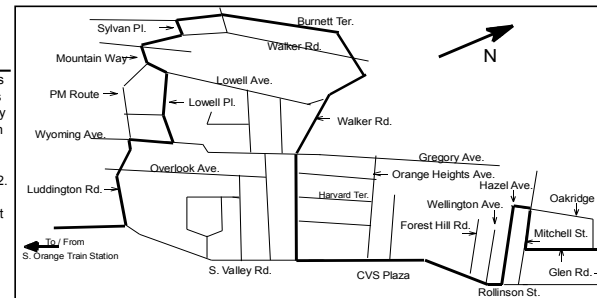 Sylvan Pl.
Burnett Ter.
Mountain Way
Walker Rd.
N
PM Route
Lowell Ave.
Lowell Pl.
Walker Rd.
Wyoming Ave.
Gregory Ave.
Overlook Ave.
Orange Heights Ave.
Hazel Ave.
Luddington Rd.
Harvard Ter.
Wellington Ave.
Oakridge
Forest Hill Rd.
Mitchell St.
To / From
S. Orange Train Station
S. Valley Rd.
CVS Plaza
Glen Rd.
Rollinson St.